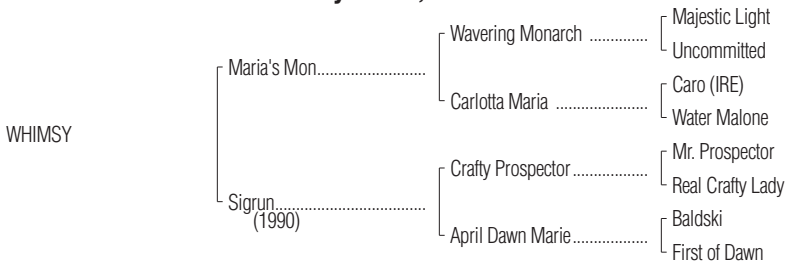 Majestic Light
Wavering Monarch ..............
Uncommitted
Maria's Mon..........................
Caro (IRE)
Carlotta Maria ......................
Water Malone
WHIMSY
Mr. Prospector
Crafty Prospector..................
Real Crafty Lady
Sigrun....................................
(1990)
Baldski
April Dawn Marie..................
First of Dawn